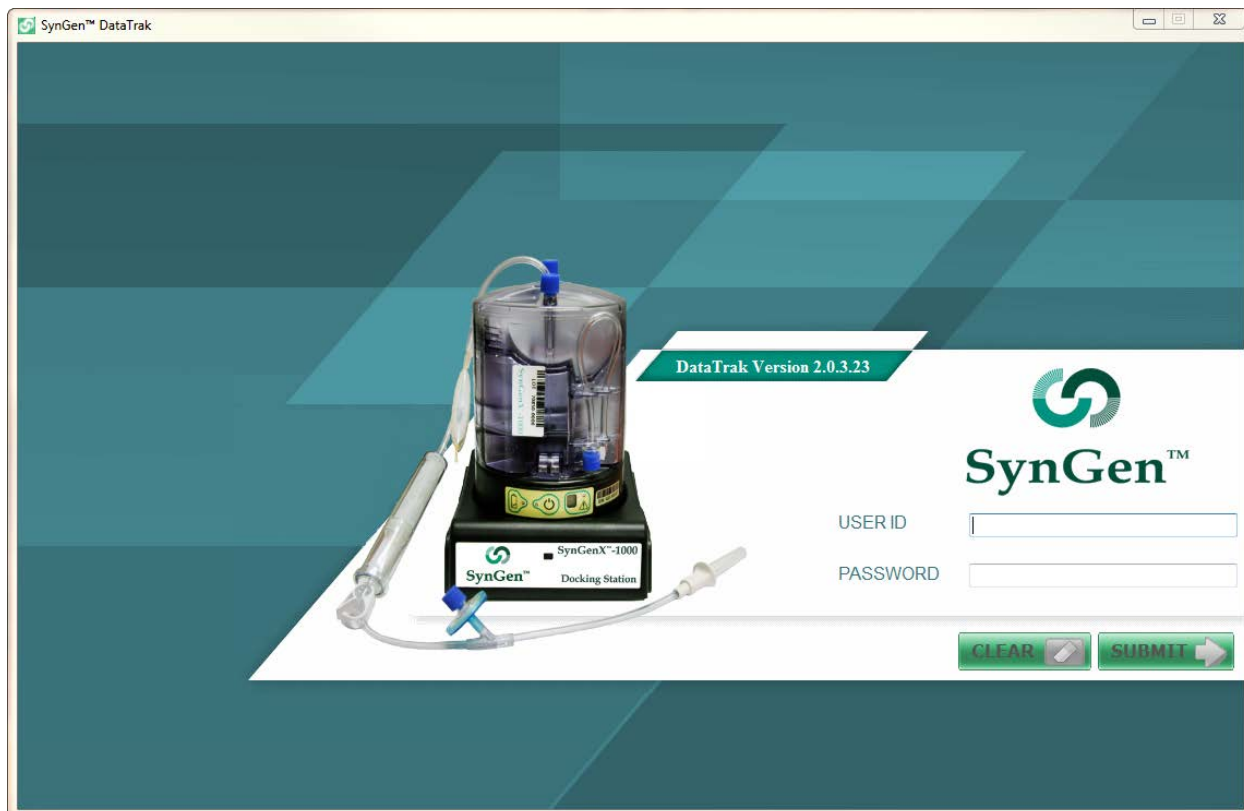 SynGen™ DataTrak
DataTrak Version 2.0.3.23
SynGen™
USER ID
PASSWORD
CLEAR
SUBMIT
SynGenX™-1000
SynGen™
Docking Station